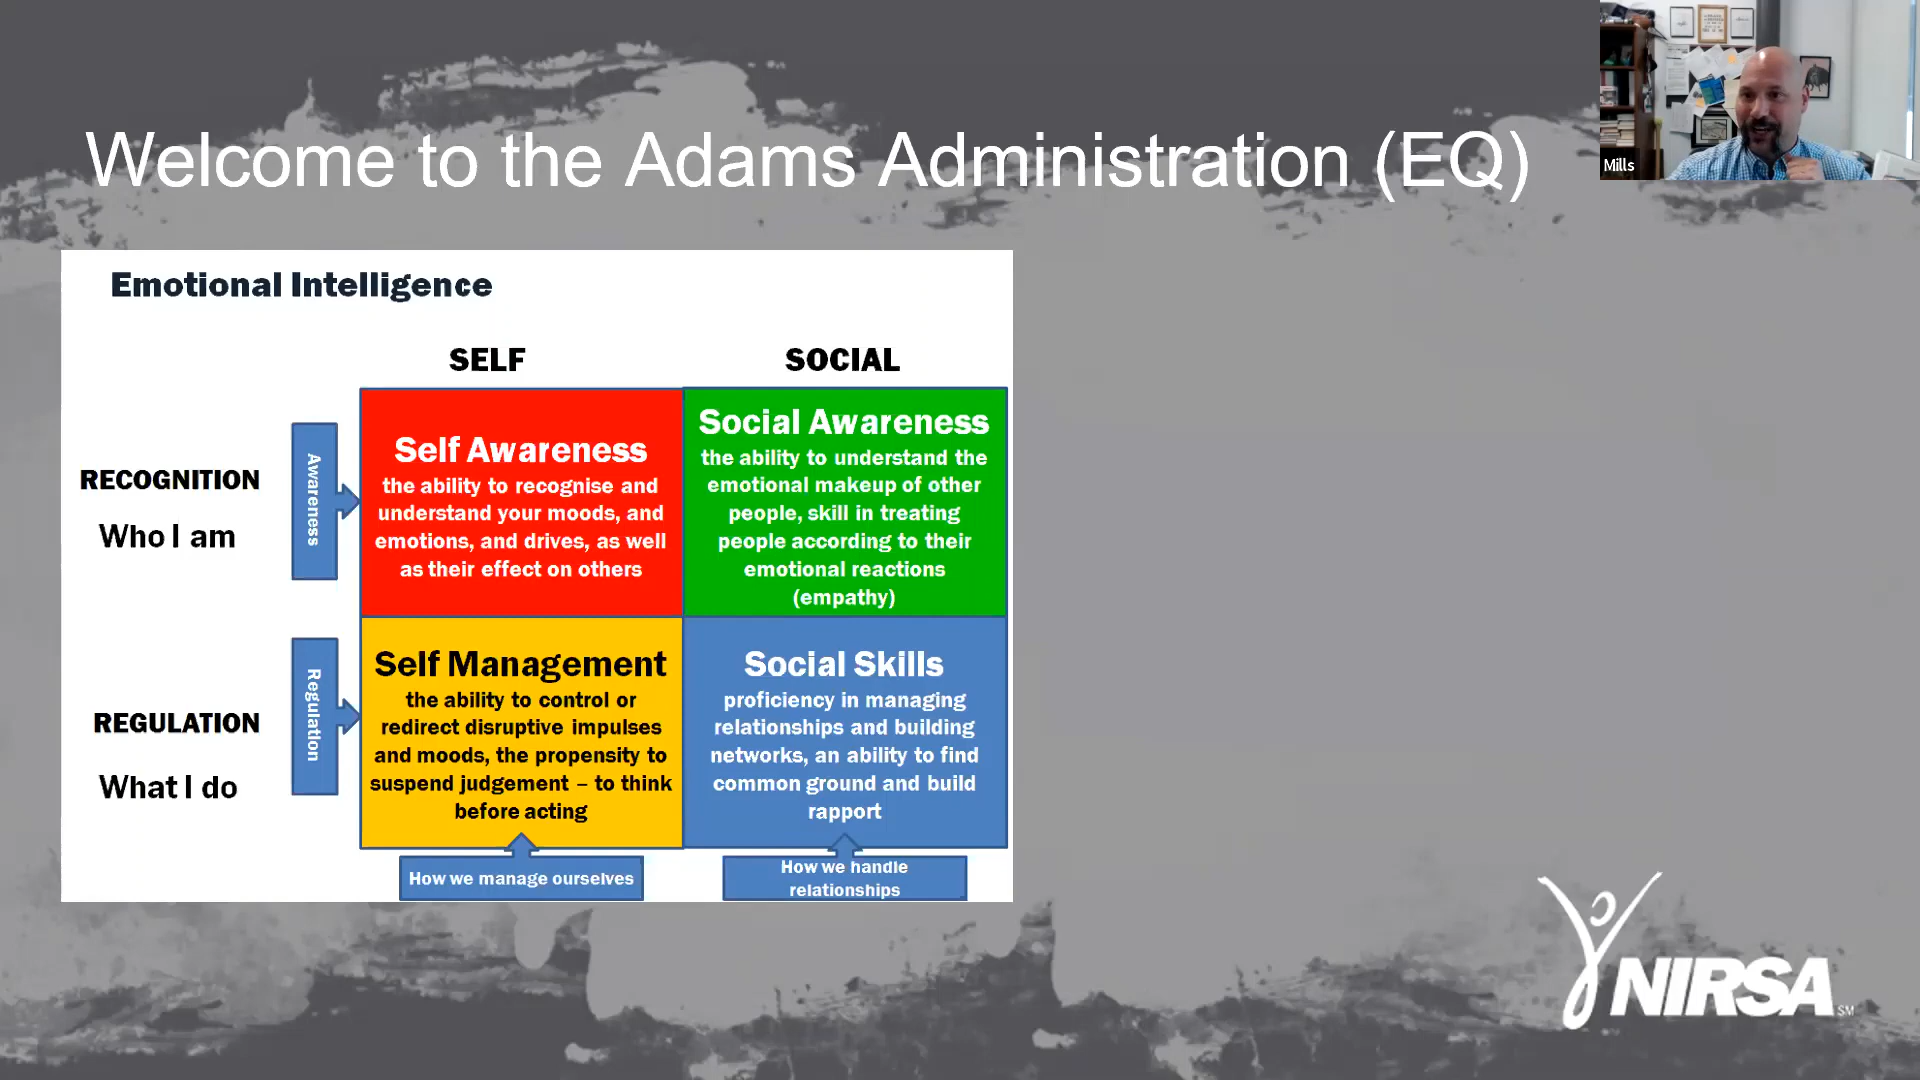 Welcome to the Adams Administration (EQ)
Mills
Emotional Intelligence
SELF
SOCIAL
RECOGNITION
Who I am
Awareness
Self Awareness
the ability to recognise and
understand your moods, and
emotions, and drives, as well
as their effect on others
Social Awareness
the ability to understand the
emotional makeup of other
people, skill in treating
people according to their
emotional reactions
(empathy)
REGULATION
What I do
Regulation
Self Management
the ability to control or
redirect disruptive impulses
and moods, the propensity to
suspend judgement – to think
before acting
Social Skills
proficiency in managing
relationships and building
networks, an ability to find
common ground and build
rapport
How we manage ourselves
How we handle
relationships
NIRSA
SM